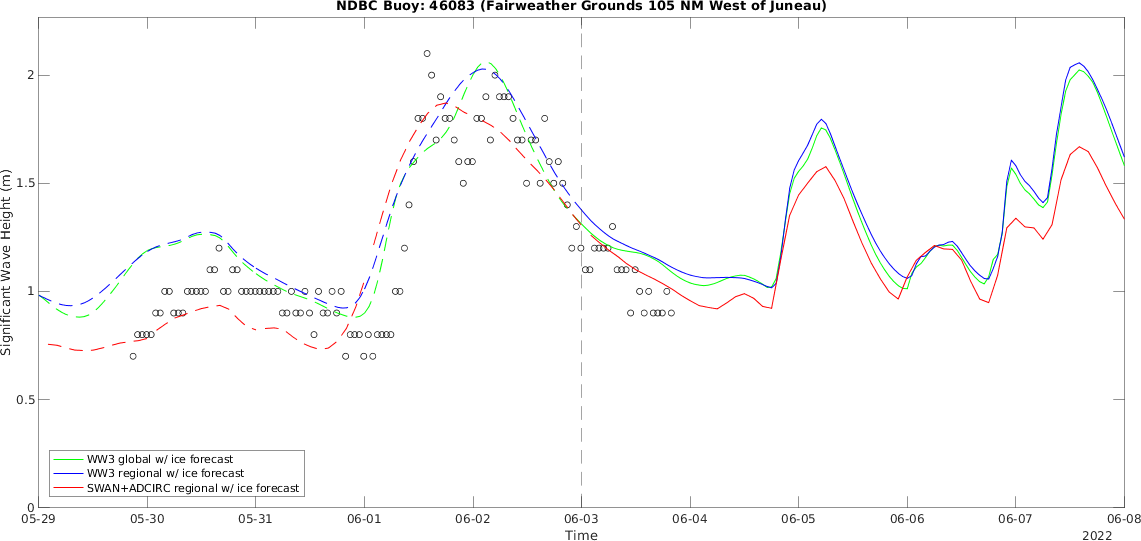 NDBC Buoy: 46083 (Fairweather Grounds 105 NM West of Juneau)
2
1.5
1
0.5
0
Significant Wave Height (m)
WW3 global w/ ice forecast
WW3 regional w/ ice forecast
SWAN+ADCIRC regional w/ ice forecast
05-29 05-30 05-31 06-01 06-02 06-03 06-04 06-05 06-06 06-07 06-08
Time
2022